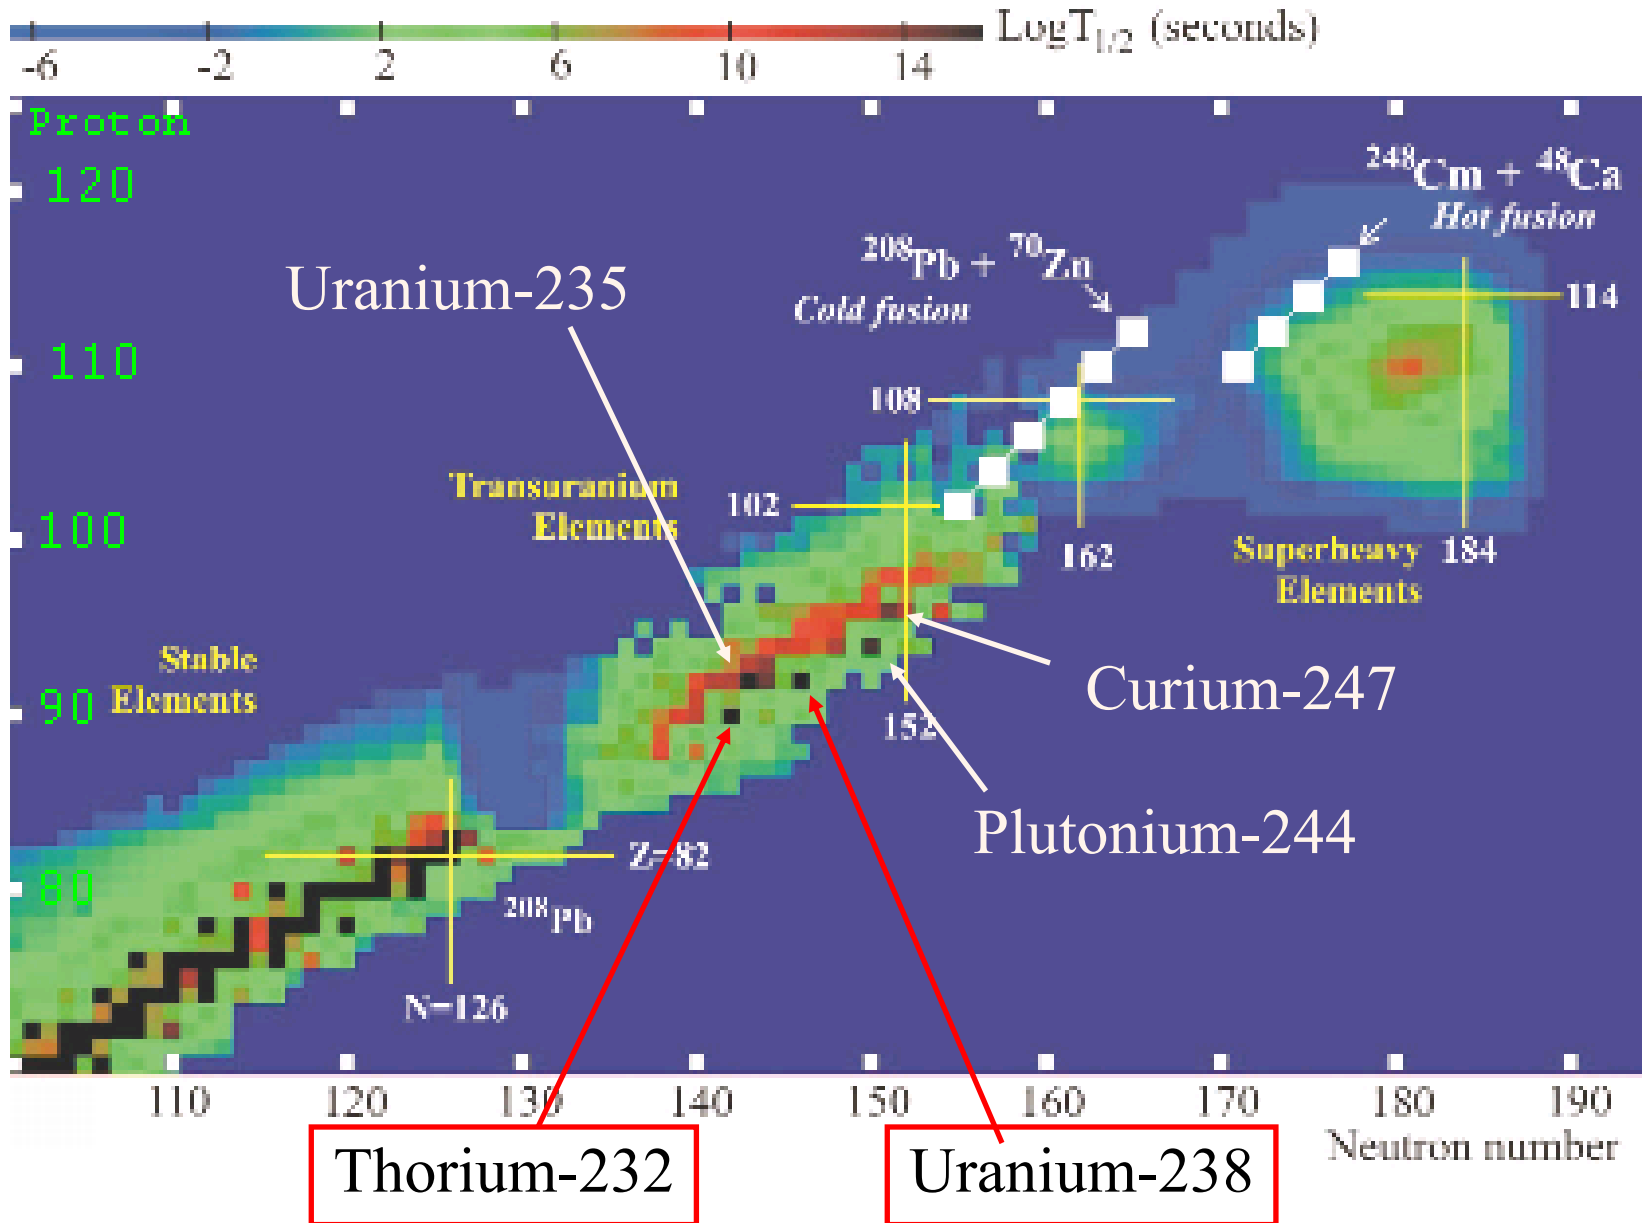 LogT1/2 (seconds)
-6 -2 2 6 10 14
Proton
120
110
100
90
80
248Cm + 48Ca
Hot fusion
208Pb + 70Zn
Cold fusion
Uranium-235
114
108
Transuranium
Elements
102
162
Superheavy
Elements
184
Stable
Elements
Curium-247
152
Plutonium-244
Z=82
208Pb
N=126
110 120 130 140 150 160 170 180 190
Neutron number
Thorium-232
Uranium-238